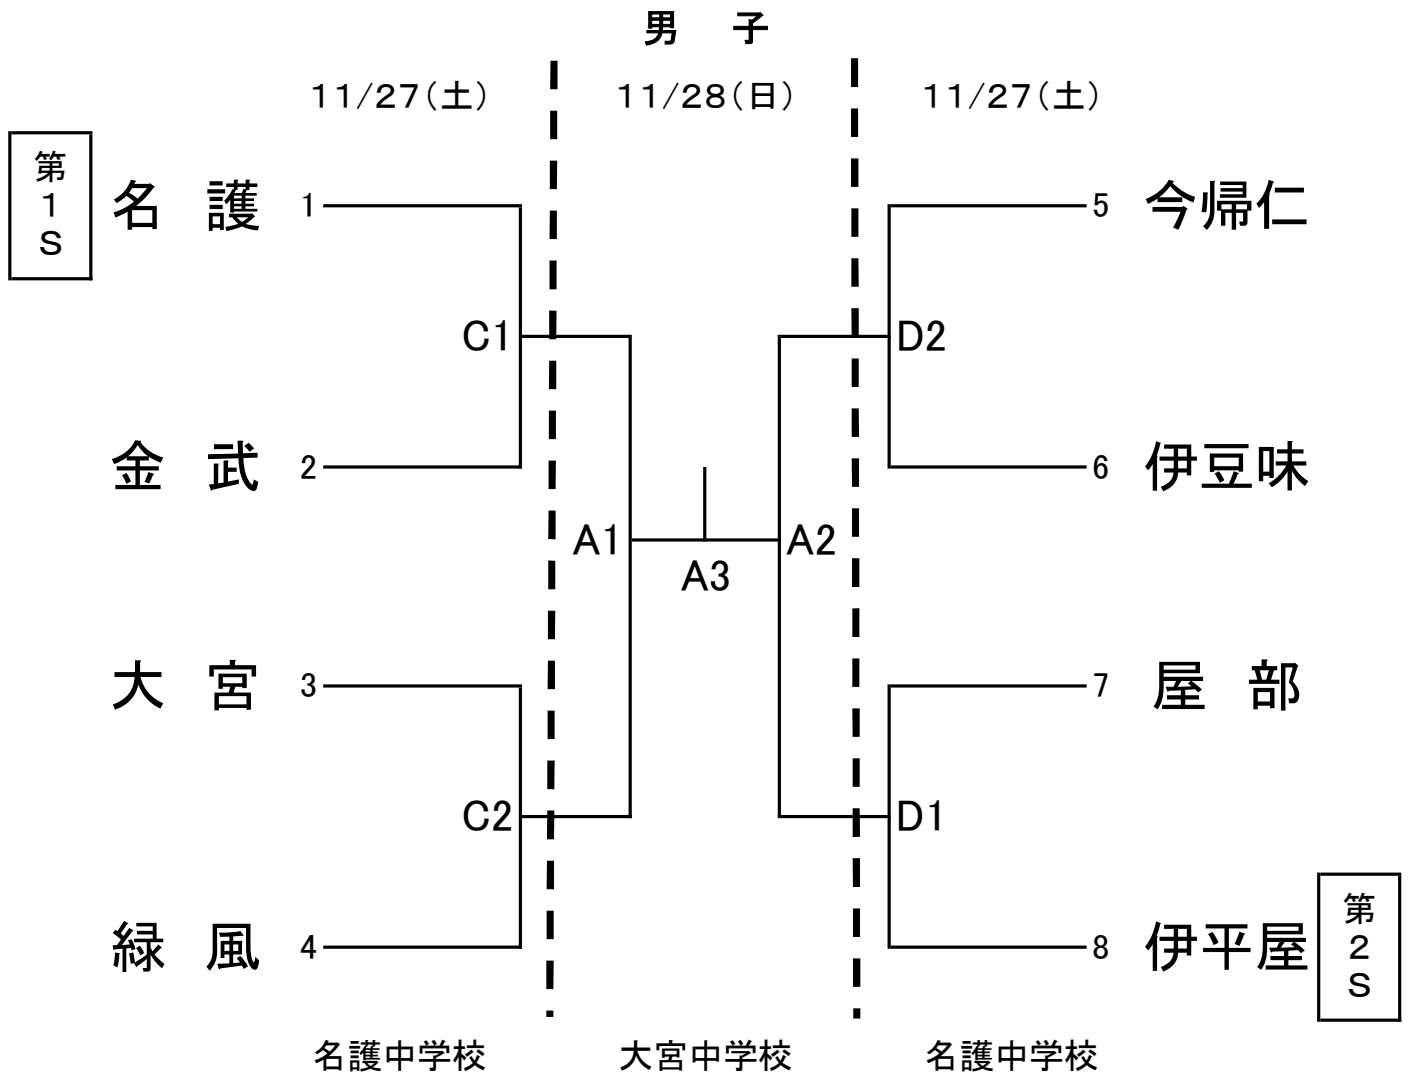 男 子
11/27(土) 11/28(日) 11/27(土)
第1S
名 護 1
5 今帰仁
C1
D2
金 武 2
6 伊豆味
A1
A2
A3
大 宮 3
7 屋 部
C2
D1
緑 風 4
8 伊平屋
第2S
名護中学校 大宮中学校 名護中学校